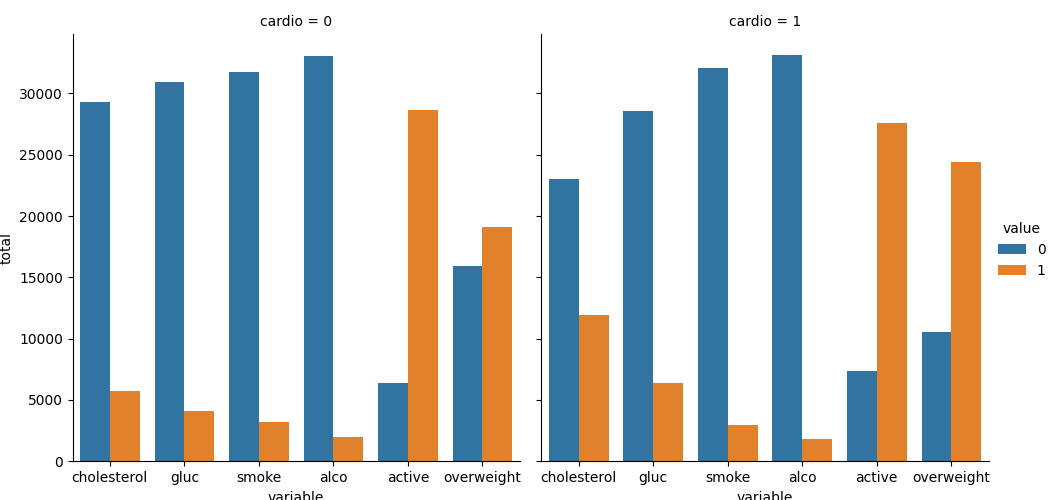 cardio = 0
cardio = 1
30000
25000
20000
15000
10000
5000
0
total
cholesterol gluc smoke alco active overweight
cholesterol gluc smoke alco active overweight
variable
variable
value
0
1